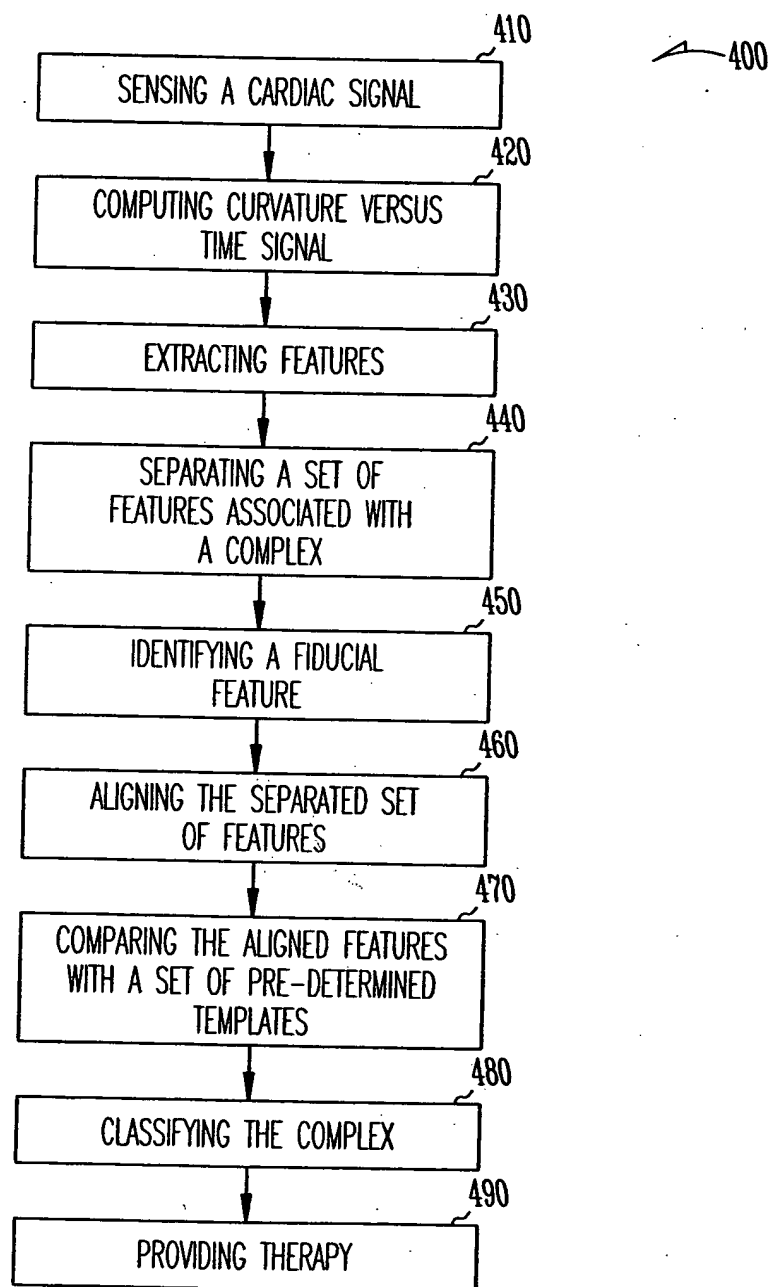 410
400
SENSING A CARDIAC SIGNAL
420
COMPUTING CURVATURE VERSUS
TIME SIGNAL
430
EXTRACTING FEATURES
440
SEPARATING A SET OF
FEATURES ASSOCIATED WITH
A COMPLEX
450
IDENTIFYING A FIDUCIAL
FEATURE
460
ALIGNING THE SEPARATED SET
OF FEATURES
470
COMPARING THE ALIGNED FEATURES
WITH A SET OF PRE-DETERMINED
TEMPLATES
480
CLASSIFYING THE COMPLEX
490
PROVIDING THERAPY